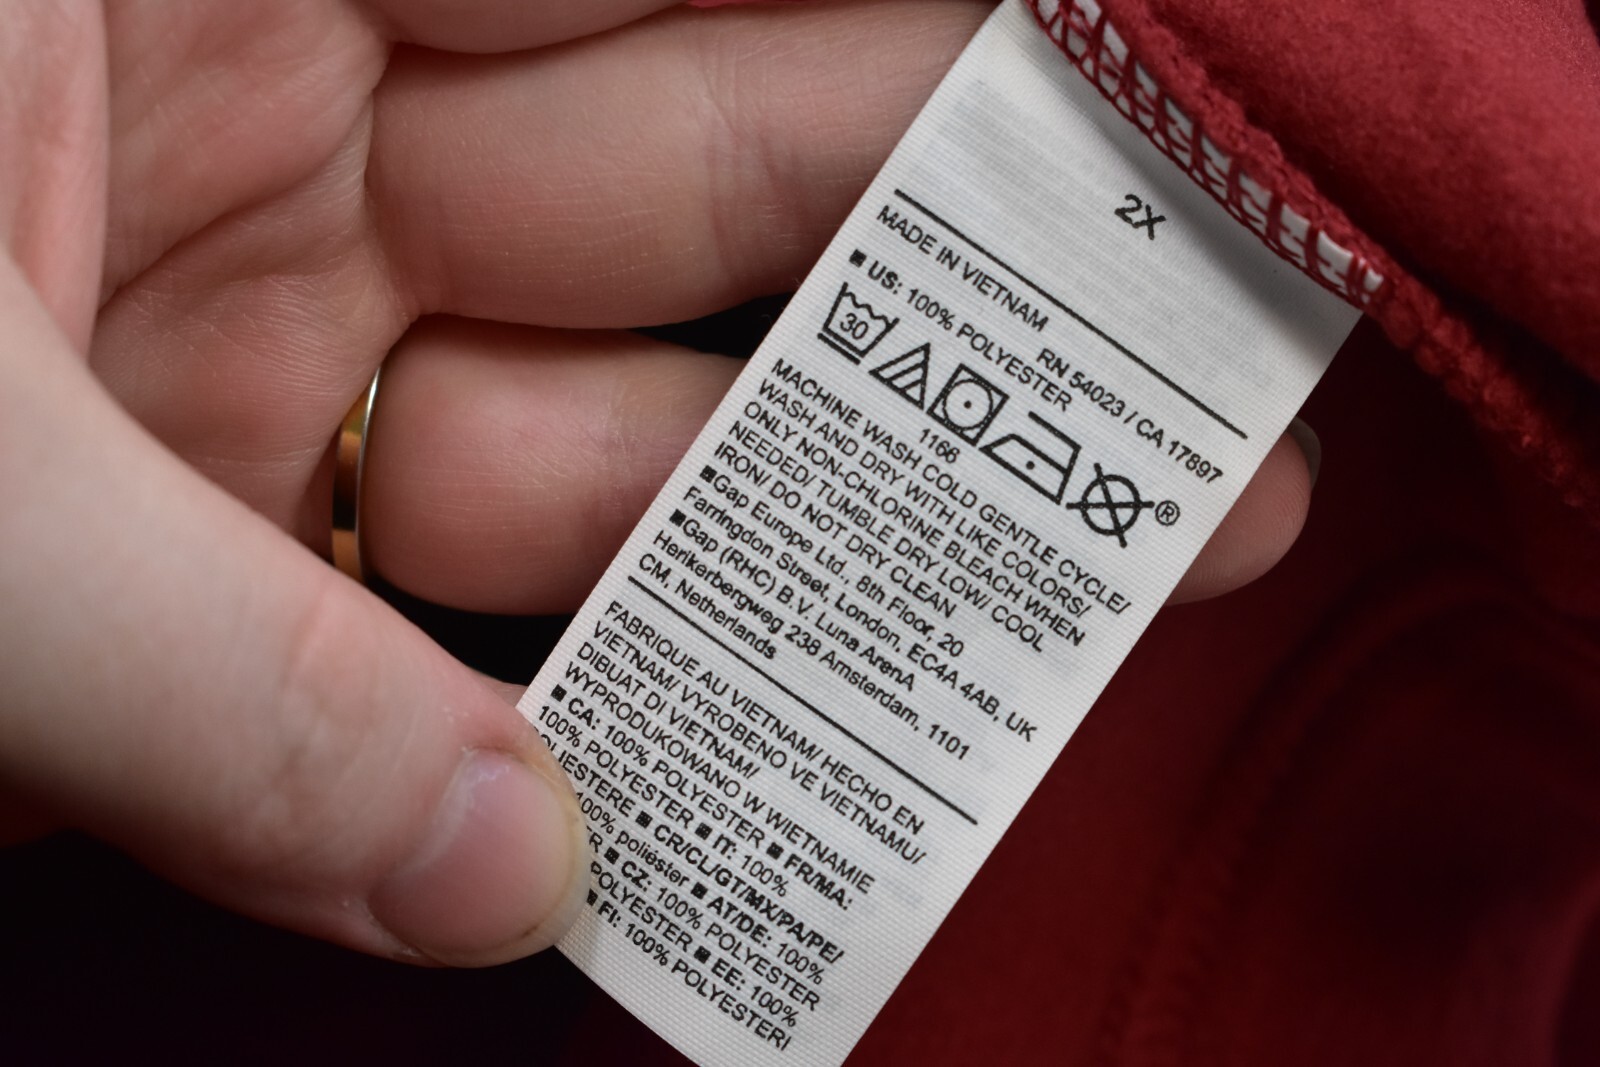 2X
MADE IN VIETNAM
RN 54023 / CA 17897
■ US: 100% POLYESTER
30
1166
®
MACHINE WASH COLD GENTLE CYCLE/
WASH AND DRY WITH LIKE COLORS/
ONLY NON-CHLORINE BLEACH WHEN
NEEDED/ TUMBLE DRY LOW/ COOL
IRON/ DO NOT DRY CLEAN
■Gap Europe Ltd., 8th Floor, 20
Farringdon Street, London, EC4A 4AB, UK
■Gap (RHC) B.V. Luna ArenA
Herikerbergweg 238 Amsterdam, 1101
CM, Netherlands
FABRIQUE AU VIETNAM/ HECHO EN
VIETNAM/ VYROBENO VE VIETNAMU/
DIBUAT DI VIETNAM/
WYPRODUKOWANO W WIETNAMIE
■ CA: 100% POLYESTER ■ FR/MA:
100% POLYESTER ■ IT: 100%
■ CR/CL/GT/MX/PA/PE/
100% poliéster ■ AT/DE: 100%
■ CZ: 100% POLYESTER
POLYESTER ■ EE: 100%
■ FI: 100% POLYESTERI